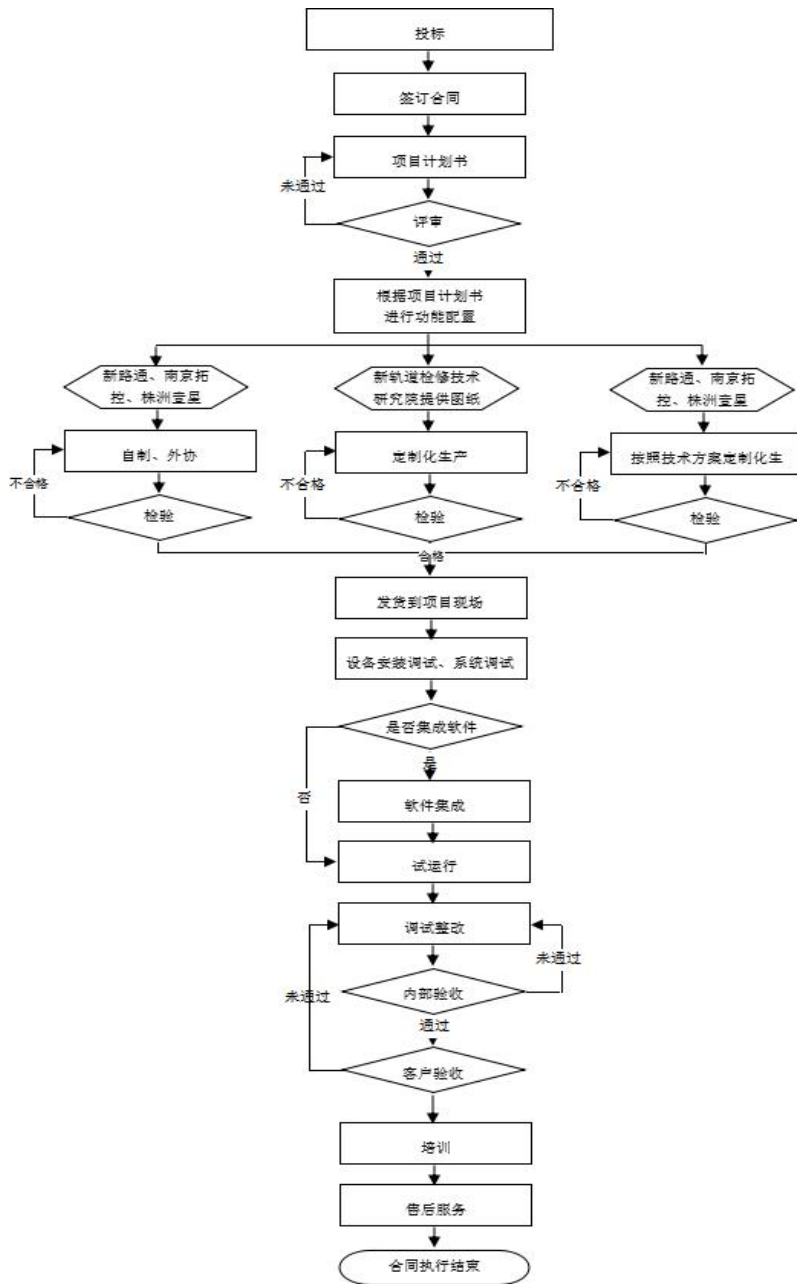 投标
签订合同
项目计划书
未通过
评审
通过
根据项目计划书
进行功能配置
新路通、南京拓
控、株洲壹星
新轨道检修技术
研究院提供图纸
新路通、南京拓
控、株洲壹星
自制、外协
定制化生产
按照技术方案定制化生
不合格
不合格
不合格
检验
检验
检验
合格
发货到项目现场
设备安装调试、系统调试
是否集成软件
是
否
软件集成
试运行
调试整改
未通过
未通过
内部验收
通过
客户验收
培训
售后服务
合同执行结束